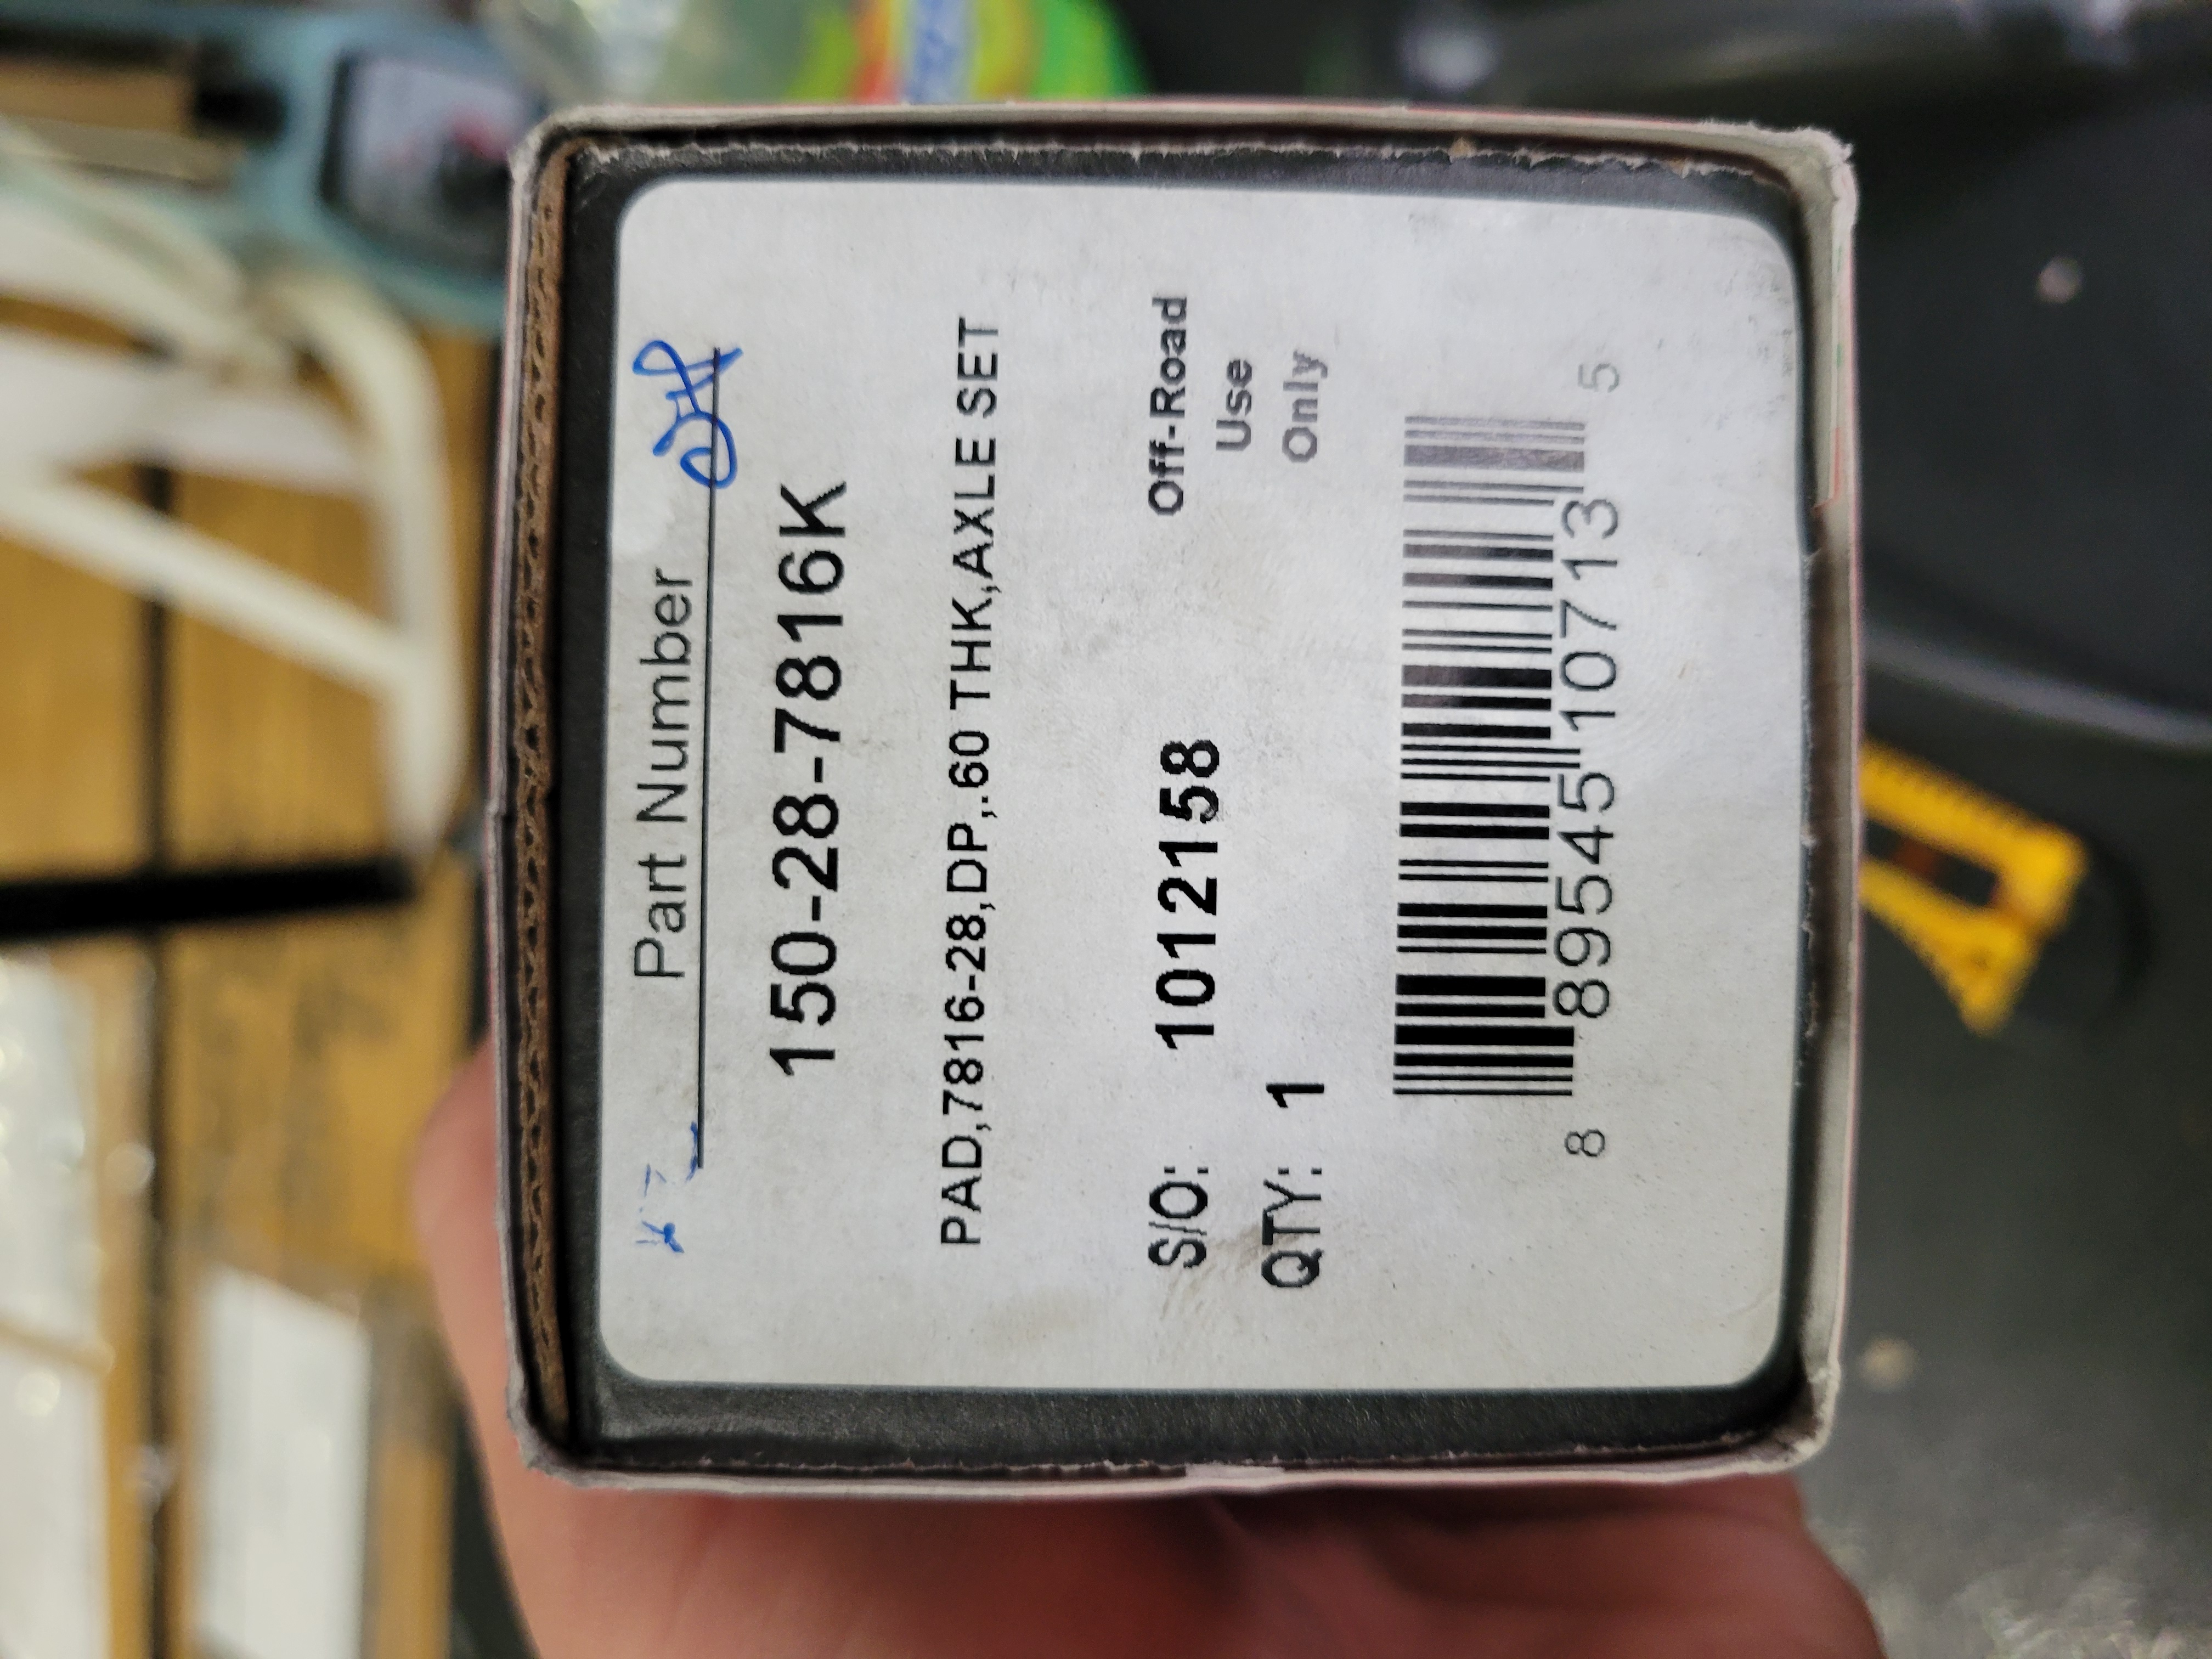 Part Number
150-28-7816K
PAD,7816-28,DP,.60 THK,AXLE SET
S/O: 1012158
QTY: 1
Off-Road
Use
Only
8 89545 10713 5